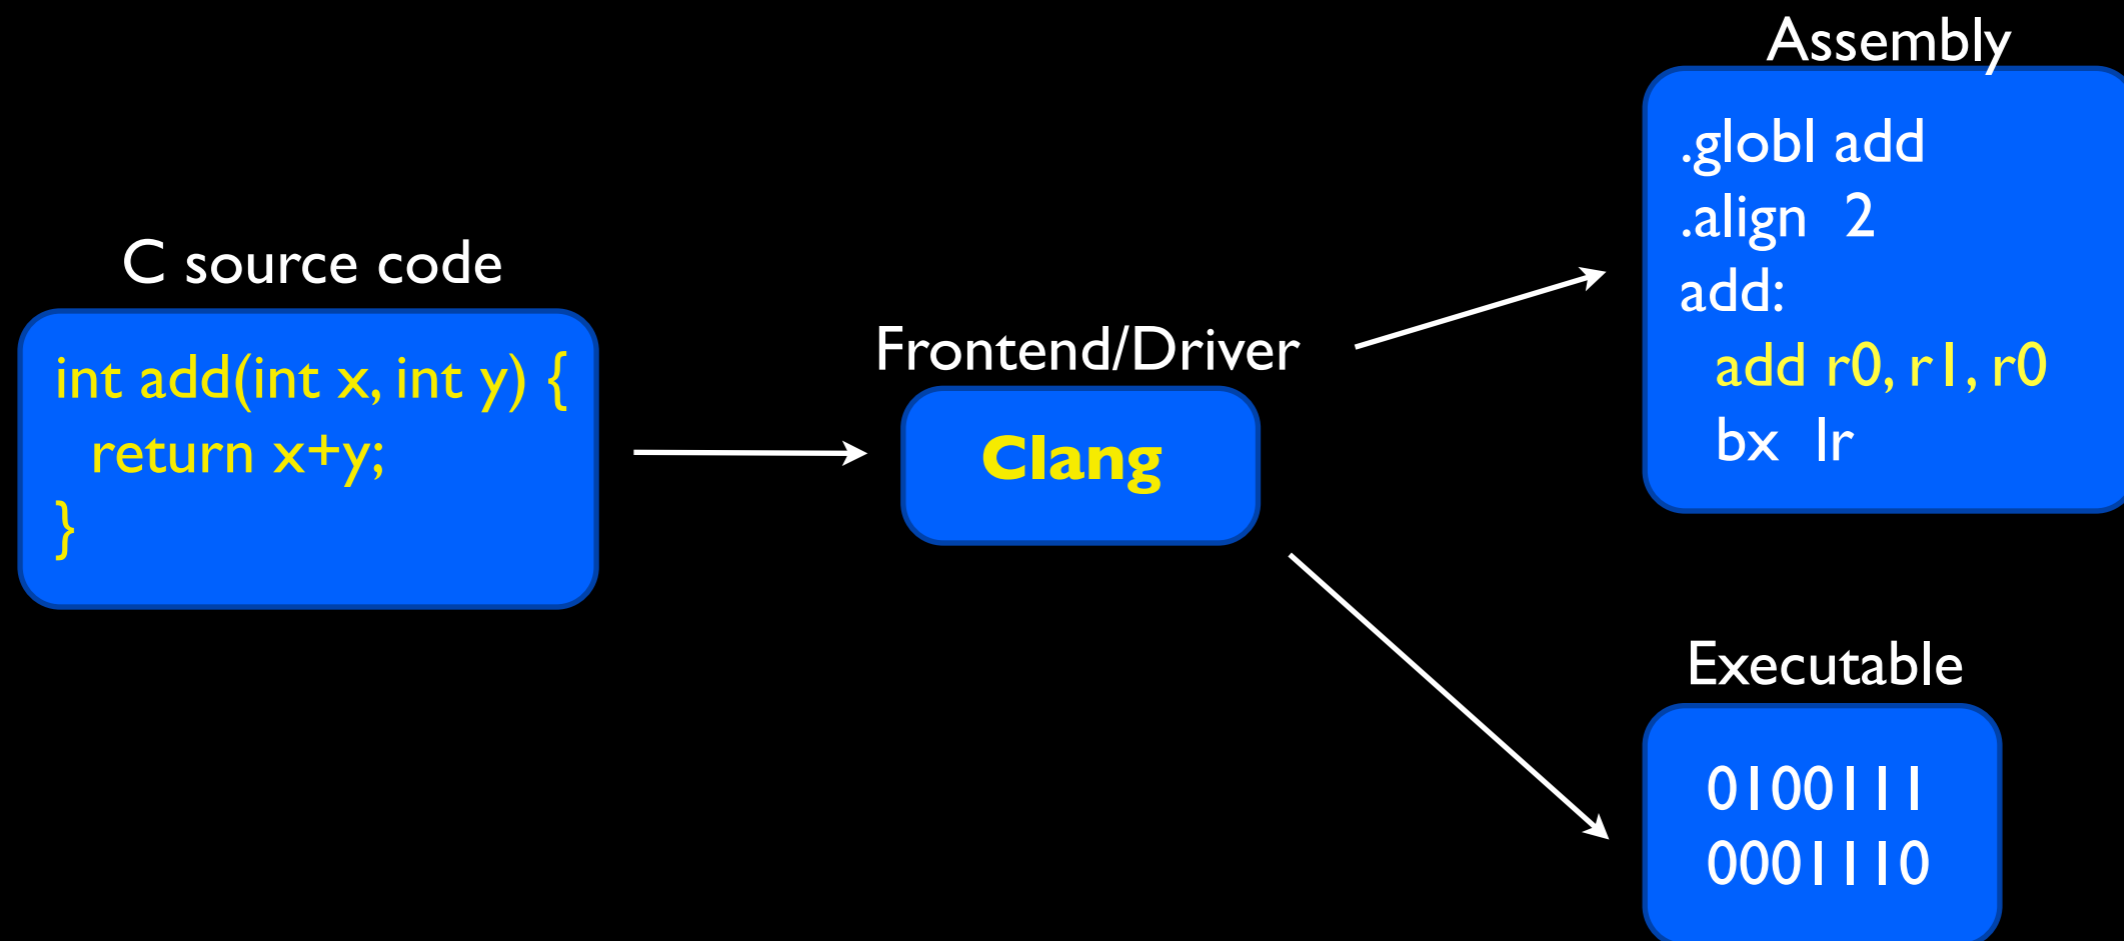 C source code
int add(int x, int y) {
return x+y;
}
Frontend/Driver
Clang
Assembly
.globl add
.align 2
add:
add r0, r1, r0
bx lr
Executable
0100111
0001110